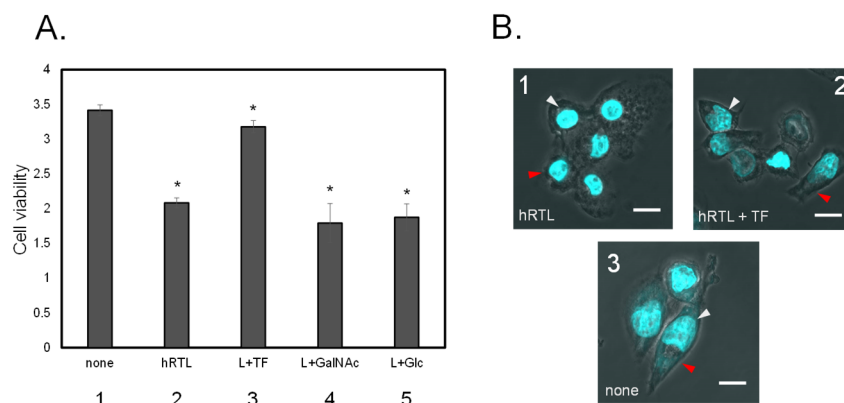 A.
Cell viability
4
3.5
3
2.5
2
1.5
1
0.5
0
*
*
*
*
none hRTL L+TF L+GalNAc L+Glc
1 2 3 4 5
B.
1
hRTL
2
hRTL + TF
3
none